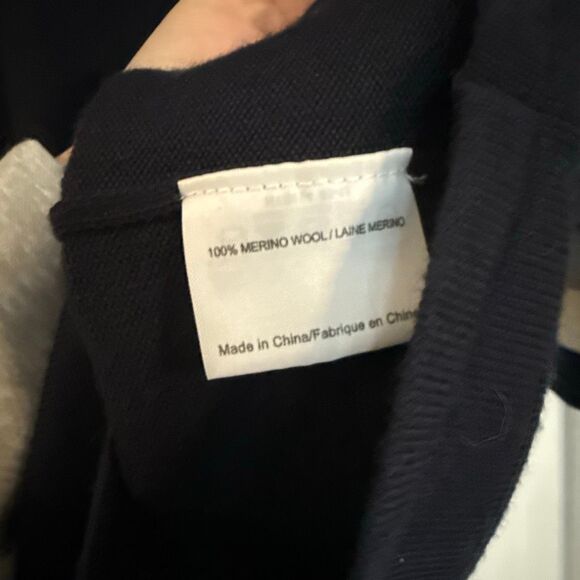 100% MERINO WOOL / LAINE MERINO
Made in China/Fabrique en Chine